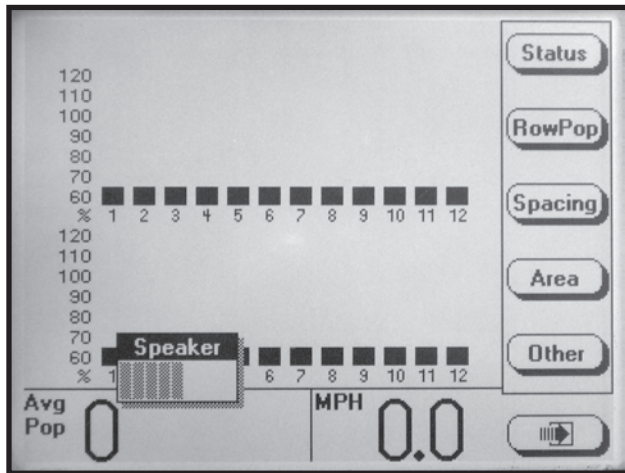 Status
120
110
100
90
80
70
60
% 1 2 3 4 5 6 7 8 9 10 11 12
RowPop
Spacing
120
110
100
90
80
70
60
% 1 6 7 8 9 10 11 12
Speaker
Area
Other
Avg
Pop 0
MPH 0.0